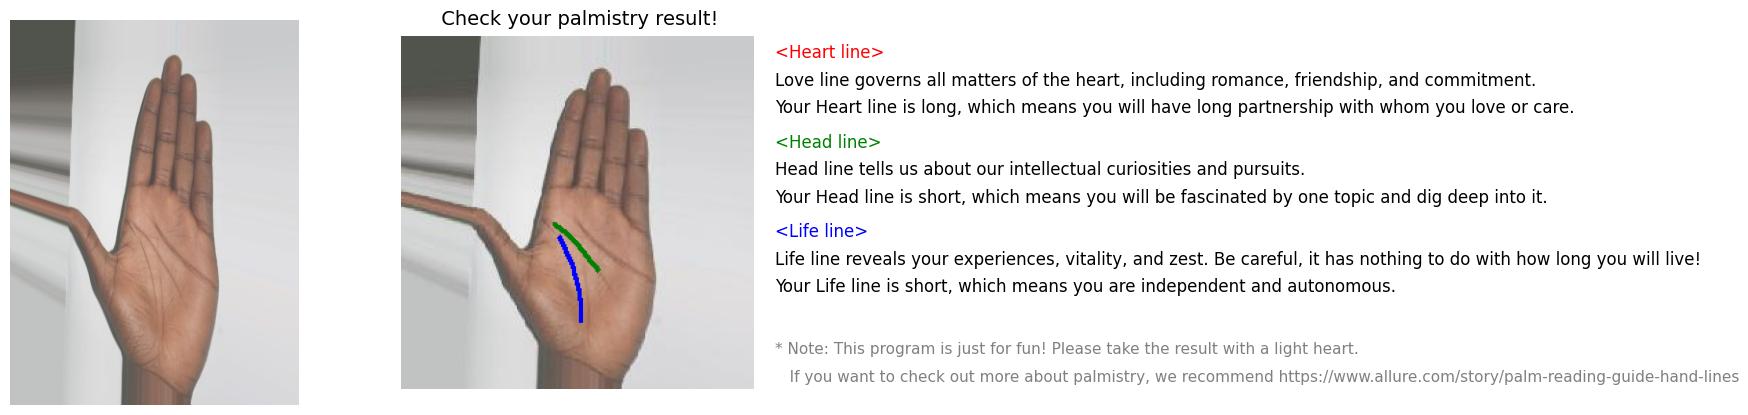 Check your palmistry result!
<Heart line>
Love line governs all matters of the heart, including romance, friendship, and commitment.
Your Heart line is long, which means you will have long partnership with whom you love or care.
<Head line>
Head line tells us about our intellectual curiosities and pursuits.
Your Head line is short, which means you will be fascinated by one topic and dig deep into it.
<Life line>
Life line reveals your experiences, vitality, and zest. Be careful, it has nothing to do with how long you will live!
Your Life line is short, which means you are independent and autonomous.
* Note: This program is just for fun! Please take the result with a light heart.
If you want to check out more about palmistry, we recommend https://www.allure.com/story/palm-reading-guide-hand-lines